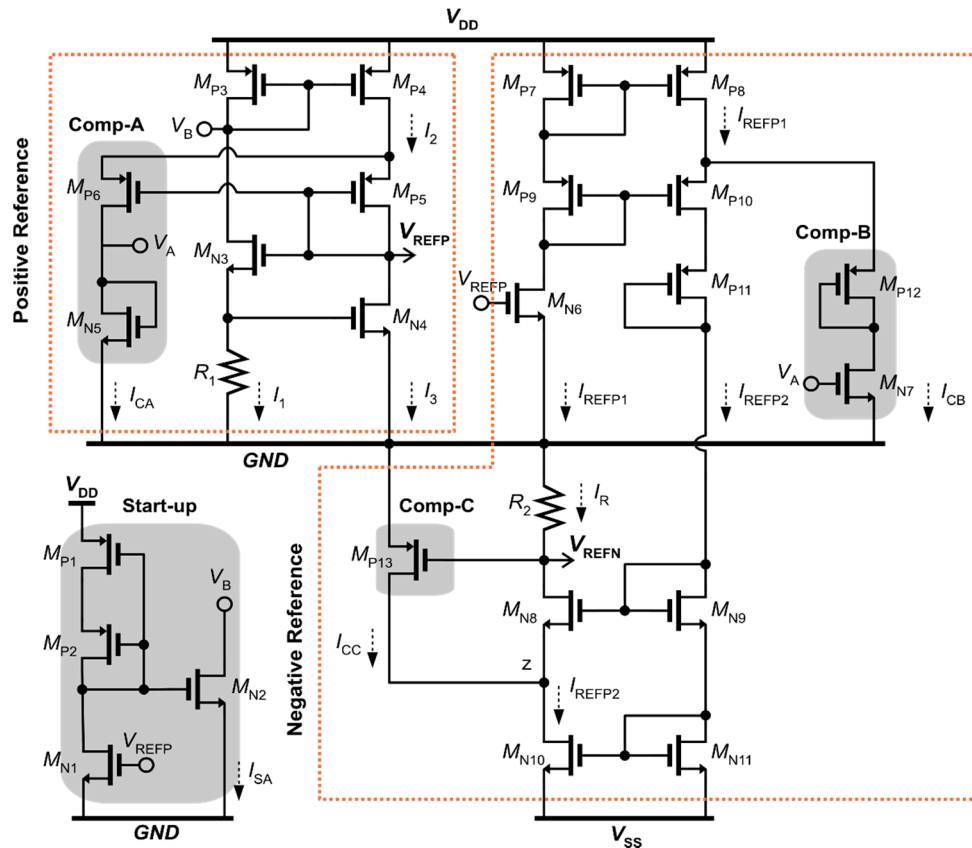 VDD
MP3
MP4
MP7
MP8
Comp-A
VB
I2
IREFP1
MP6
MP5
MP9
MP10
VA
MN3
VREFP
Comp-B
VREFP
MN6
MP11
MP12
MN5
MN4
VA
MN7
R1
ICA
I1
I3
IREFP1
IREFP2
ICB
Positive Reference
GND
VDD
Start-up
Comp-C
R2
IR
MP1
MP13
VREFN
VB
MP2
MN8
MN9
ICC
z
MN2
IREFP2
VREFP
MN1
ISA
MN10
MN11
Negative Reference
GND
VSS